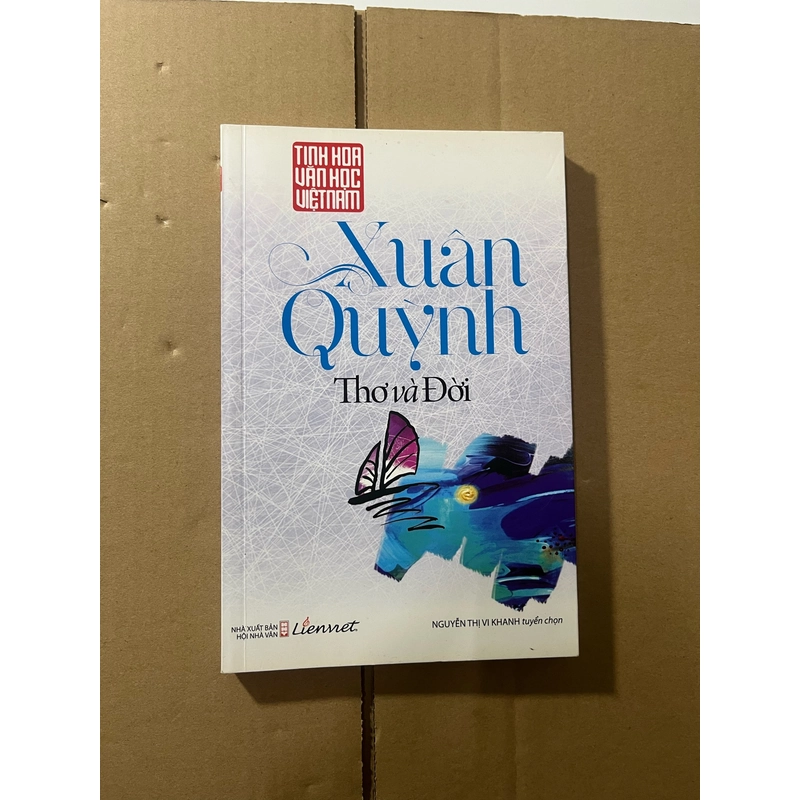 TINH HOA
VĂN HỌC
VIỆT NAM
Xuân
Quỳnh
Thơ và Đời
NHÀ XUẤT BẢN
HỘI NHÀ VĂN
Lienviet
NGUYỄN THỊ VI KHANH tuyển chọn